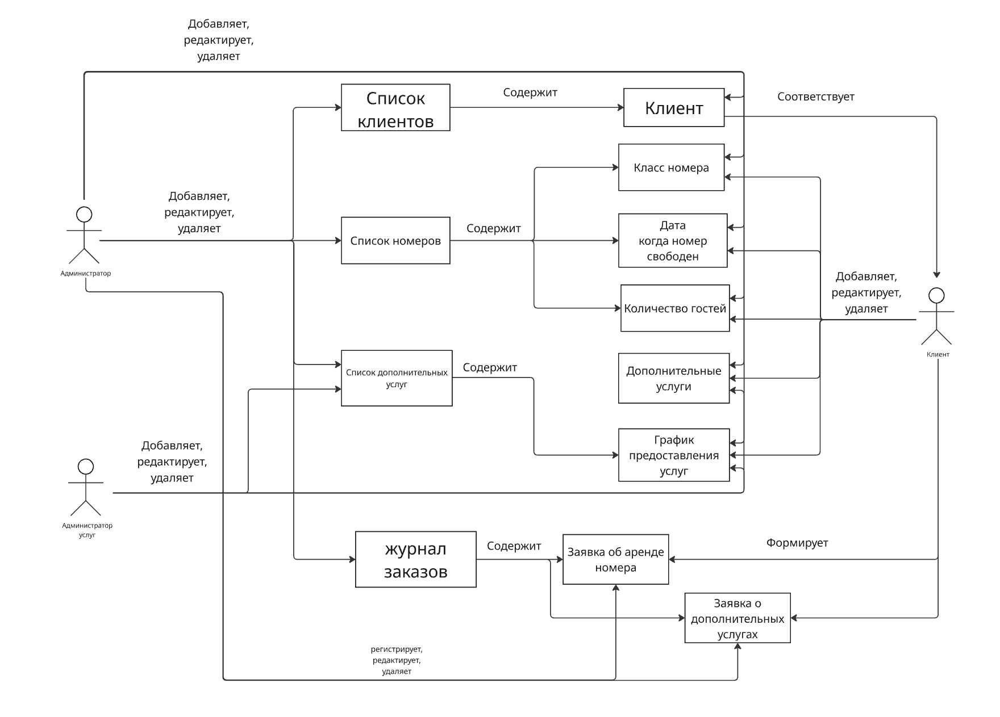 Добавляет,
редактирует,
удаляет
Список
клиентов
Содержит
Клиент
Соответствует
Класс номера
Добавляет,
редактирует,
удаляет
Список номеров
Содержит
Дата
когда номер
свободен
Администратор
Количество гостей
Добавляет,
редактирует,
удаляет
Клиент
Список дополнительных
услуг
Содержит
Дополнительные
услуги
Добавляет,
редактирует,
удаляет
График
предоставления
услуг
Администратор
услуг
журнал
заказов
Содержит
Заявка об аренде
номера
Формирует
Заявка о
дополнительных
услугах
регистрирует,
редактирует,
удаляет